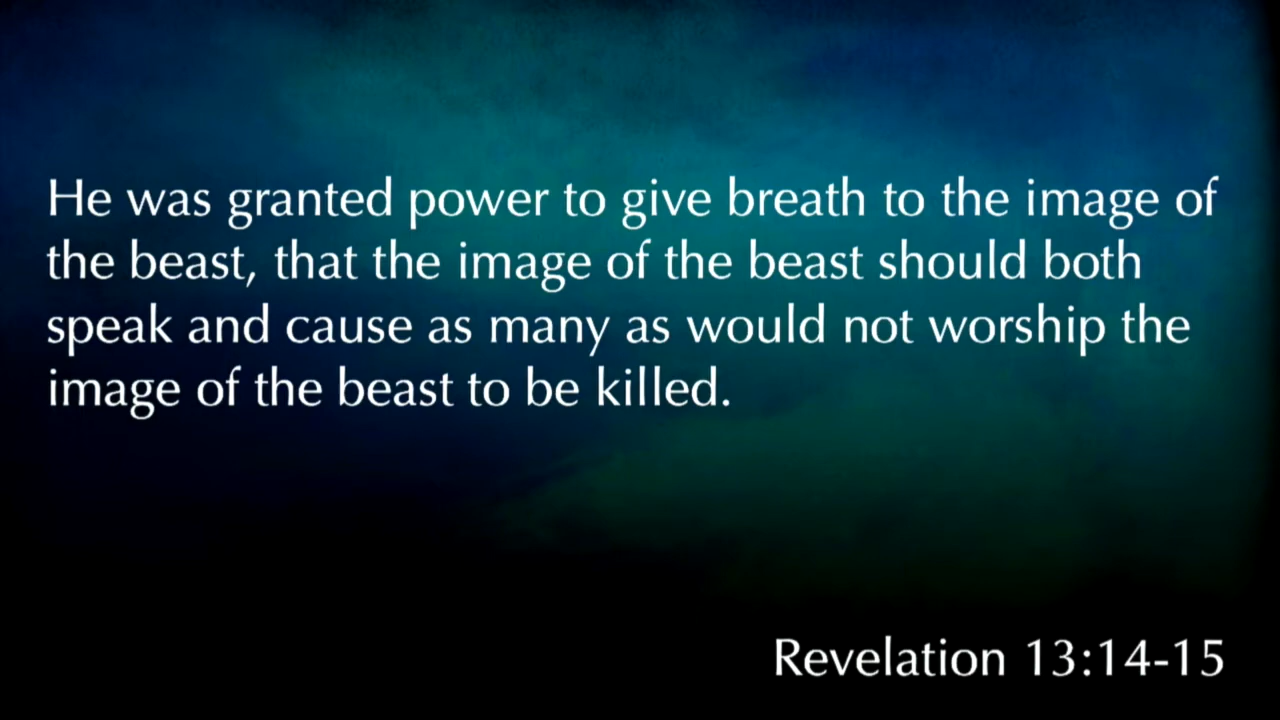 He was granted power to give breath to the image of
the beast, that the image of the beast should both
speak and cause as many as would not worship the
image of the beast to be killed.
Revelation 13:14-15